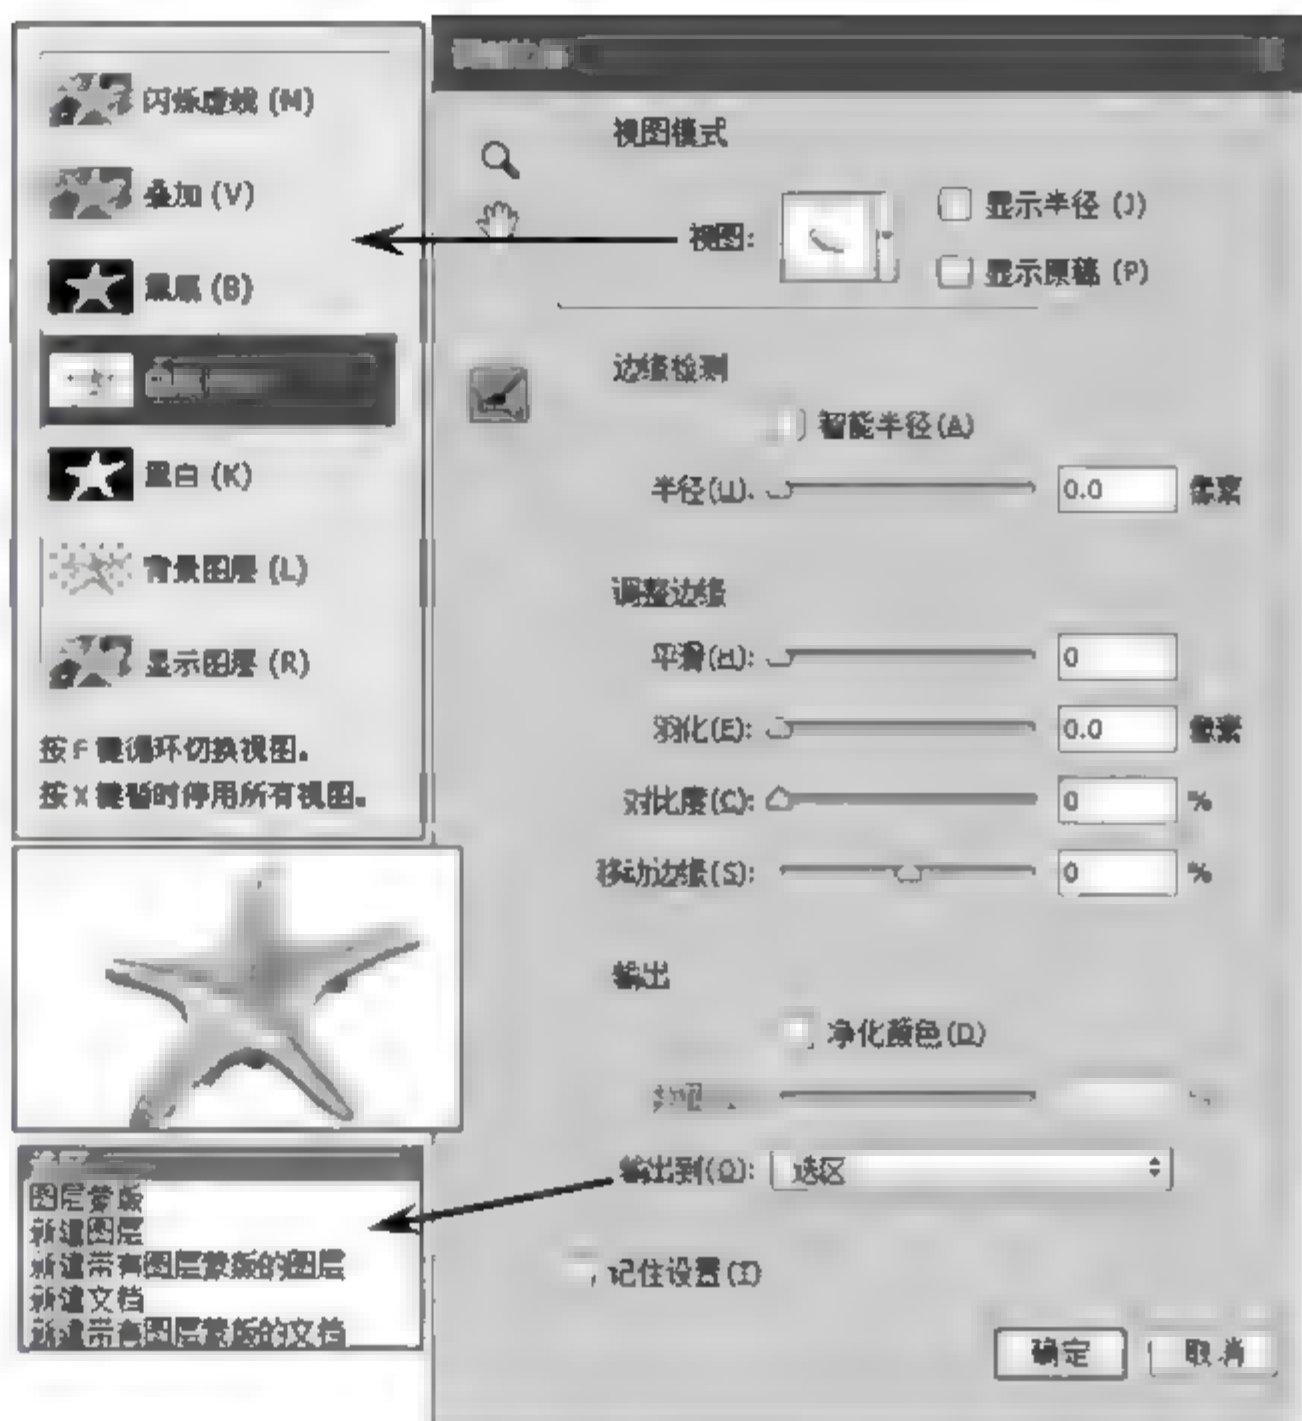 闪烁虚线 (M)
叠加 (V)
黑底 (B)
黑白 (K)
背景图层 (L)
显示图层 (R)
按 F 键循环切换视图。
按 X 键暂时停用所有视图。
视图模式
视图:
显示半径 (J)
显示原稿 (P)
边缘检测
智能半径(A)
半径(U): 0.0 像素
调整边缘
平滑(H): 0
羽化(E): 0.0 像素
对比度(C): 0 %
移动边缘(S): 0 %
输出
净化颜色(D)
输出到(O): 选区
图层蒙版
新建图层
新建带有图层蒙版的图层
新建文档
新建带有图层蒙版的文档
记住设置(T)
确定
取消